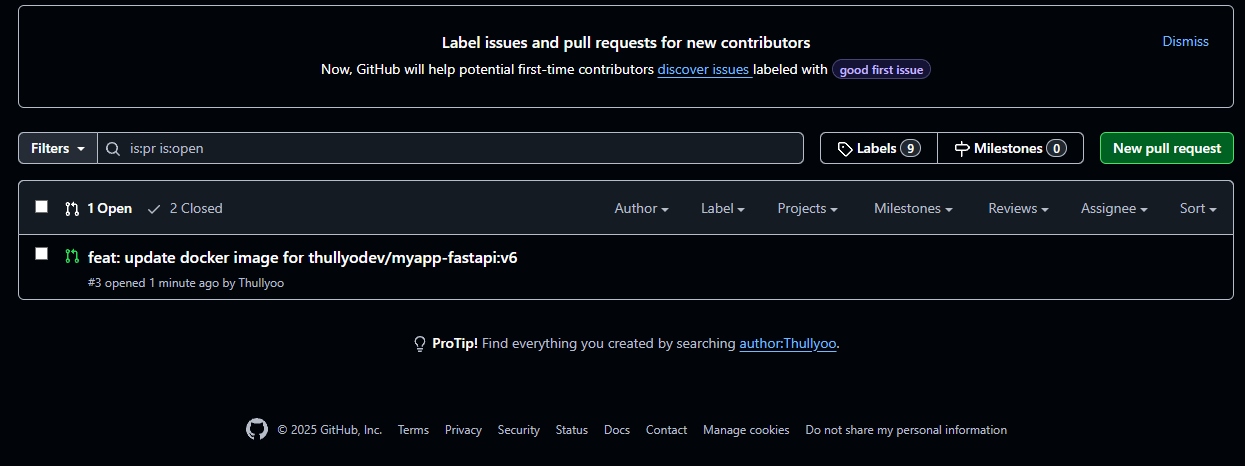 Label issues and pull requests for new contributors
Dismiss
Now, GitHub will help potential first-time contributors discover issues labeled with good first issue
Filters is:pr is:open Labels 9 Milestones 0 New pull request
1 Open 2 Closed Author Label Projects Milestones Reviews Assignee Sort
feat: update docker image for thullyodev/myapp-fastapi:v6
#3 opened 1 minute ago by Thullyoo
ProTip! Find everything you created by searching author:Thullyoo.
© 2025 GitHub, Inc. Terms Privacy Security Status Docs Contact Manage cookies Do not share my personal information